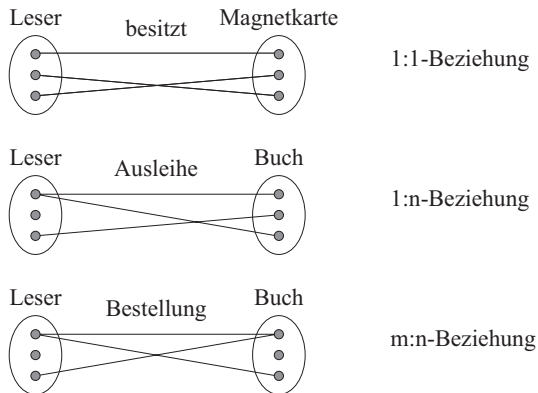 Leser besitzt Magnetkarte
1:1-Beziehung
Leser Ausleihe Buch
1:n-Beziehung
Leser Bestellung Buch
m:n-Beziehung